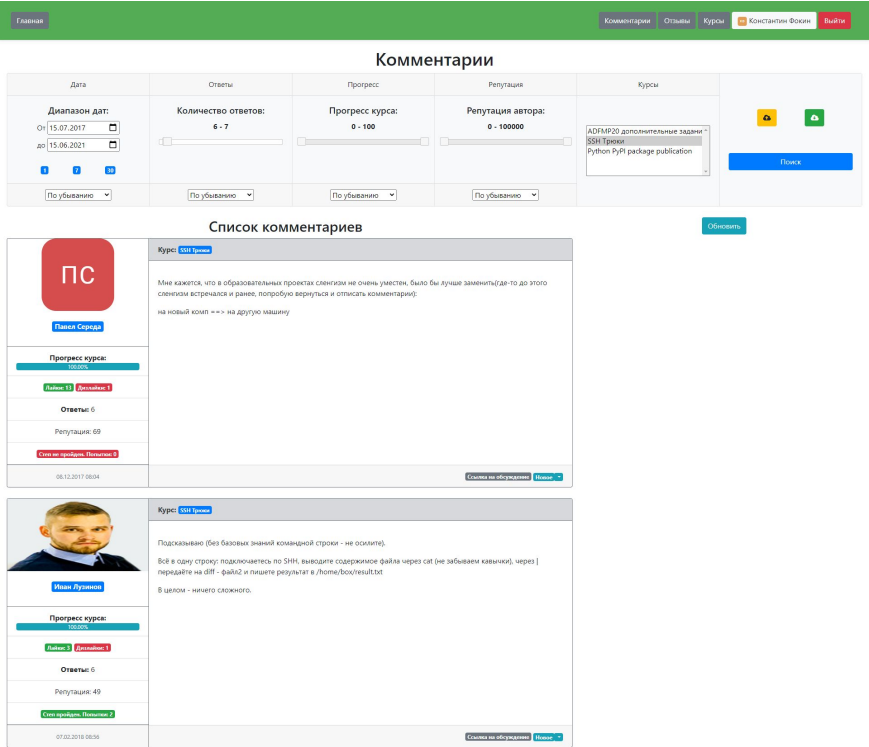 Главная
Комментарии Отзывы Курсы Константин Фокин Выйти
Комментарии
Дата Ответы Прогресс Репутация Курсы
Диапазон дат:
От 15.07.2017
до 15.06.2021
1 7 30
По убыванию
Количество ответов:
6 - 7
По убыванию
Прогресс курса:
0 - 100
По убыванию
Репутация автора:
0 - 100000
По убыванию
ADFMP20 дополнительные задани
SSH Трюки
Python PyPI package publication
Поиск
Список комментариев
Обновить
ПС
Павел Середа
Прогресс курса:
100.00%
Лайки: 13 Дизлайки: 1
Ответы: 6
Репутация: 69
Степ не пройден. Попытки: 0
08.12.2017 08:04
Курс: SSH Трюки
Мне кажется, что в образовательных проектах сленгизм не очень уместен, было бы лучше заменить(где-то до этого
сленгизм встречался и ранее, попробую вернуться и отписать комментарии):
на новый комп ==> на другую машину
Ссылка на обсуждение Новое
Иван Лузинов
Прогресс курса:
100.00%
Лайки: 3 Дизлайки: 1
Ответы: 6
Репутация: 49
Степ пройден. Попытки: 2
07.02.2018 08:56
Курс: SSH Трюки
Подсказываю (без базовых знаний командной строки - не осилите).
Всё в одну строку: подключаетесь по SHH, выводите содержимое файла через cat (не забываем кавычки), через |
передаёте на diff - файл2 и пишете результат в /home/box/result.txt
В целом - ничего сложного.
Ссылка на обсуждение Новое